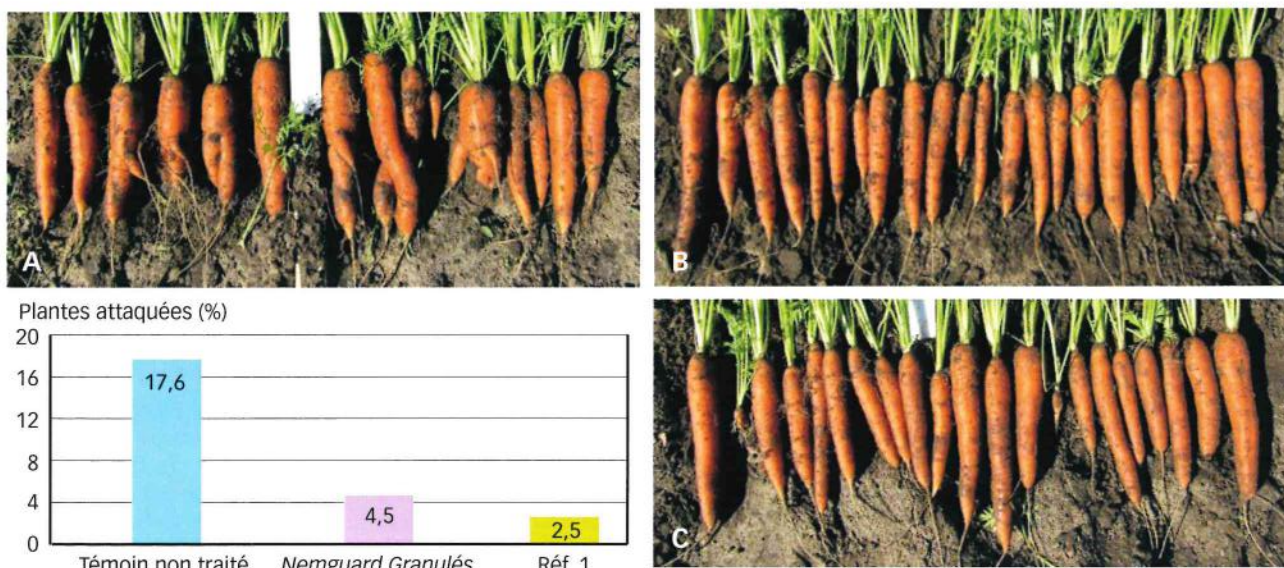 A
B
Plantes attaquées (%)
20
16
12
8
4
0
17,6
4,5
2,5
Témoin non traité
Nemguard Granulés
Réf. 1
C